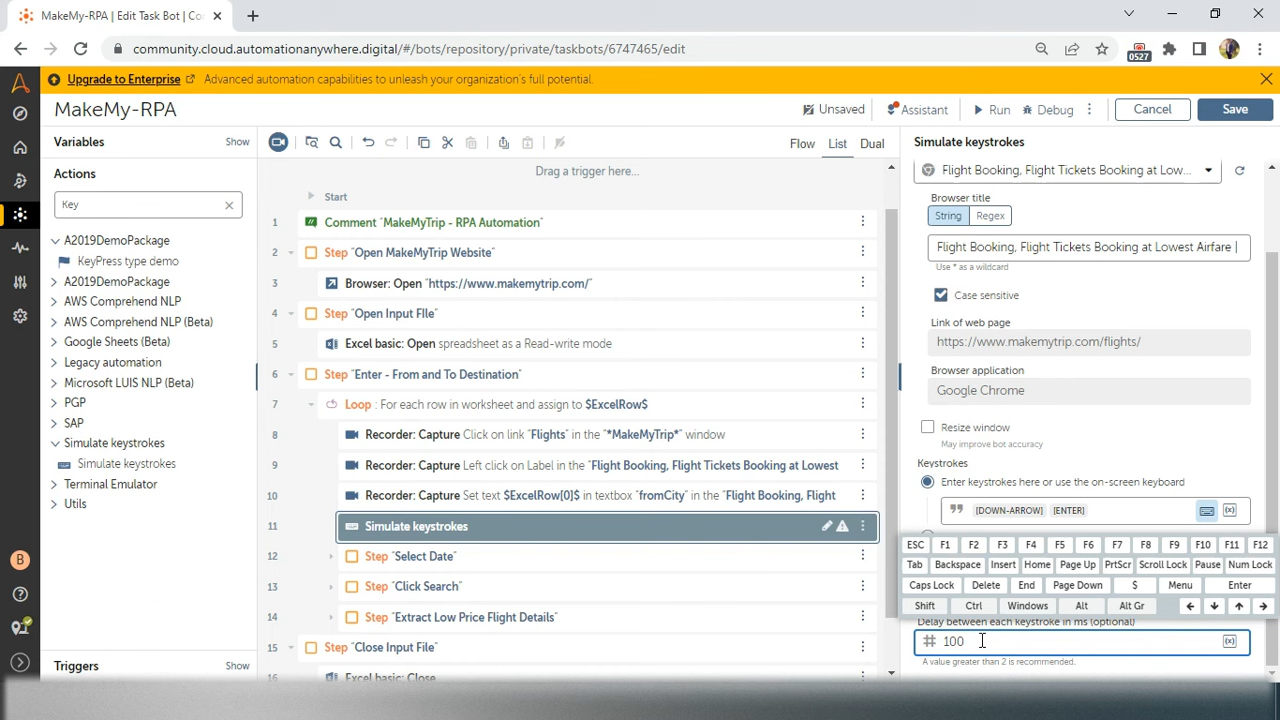 MakeMy-RPA | Edit Task Bot | Co
community.cloud.automationanywhere.digital/#/bots/repository/private/taskbots/6747465/edit
0527
Upgrade to Enterprise Advanced automation capabilities to unleash your organization's full potential.
MakeMy-RPA
Unsaved
Assistant
Run
Debug
Cancel
Save
Variables
Show
Actions
Key
A2019DemoPackage
KeyPress type demo
A2019DemoPackage
AWS Comprehend NLP
AWS Comprehend NLP (Beta)
Google Sheets (Beta)
Legacy automation
Microsoft LUIS NLP (Beta)
PGP
SAP
Simulate keystrokes
Simulate keystrokes
Terminal Emulator
Utils
Triggers
Show
B
Flow
List
Dual
Drag a trigger here...
Start
1 Comment "MakeMyTrip - RPA Automation"
2 Step "Open MakeMyTrip Website"
3 Browser: Open "https://www.makemytrip.com/"
4 Step "Open Input FIle"
5 Excel basic: Open spreadsheet as a Read-write mode
6 Step "Enter - From and To Destination"
7 Loop : For each row in worksheet and assign to $ExcelRow$
8 Recorder: Capture Click on link "Flights" in the "*MakeMyTrip*" window
9 Recorder: Capture Left click on Label in the "Flight Booking, Flight Tickets Booking at Lowest
10 Recorder: Capture Set text $ExcelRow[0]$ in textbox "fromCity" in the "Flight Booking, Flight
11 Simulate keystrokes
12 Step "Select Date"
13 Step "Click Search"
14 Step "Extract Low Price Flight Details"
15 Step "Close Input File"
16 Excel basic: Close
Simulate keystrokes
Flight Booking, Flight Tickets Booking at Low...
Browser title
String Regex
Flight Booking, Flight Tickets Booking at Lowest Airfare |
Use * as a wildcard
Case sensitive
Link of web page
https://www.makemytrip.com/flights/
Browser application
Google Chrome
Resize window
May improve bot accuracy
Keystrokes
Enter keystrokes here or use the on-screen keyboard
[DOWN-ARROW] [ENTER] (x)
ESC F1 F2 F3 F4 F5 F6 F7 F8 F9 F10 F11 F12
Tab Backspace Insert Home Page Up PrtScr Scroll Lock Pause Num Lock
Caps Lock Delete End Page Down $ Menu Enter
Shift Ctrl Windows Alt Alt Gr ← ↓ ↑ →
Delay between each keystroke in ms (optional)
# 100 (x)
A value greater than 2 is recommended.